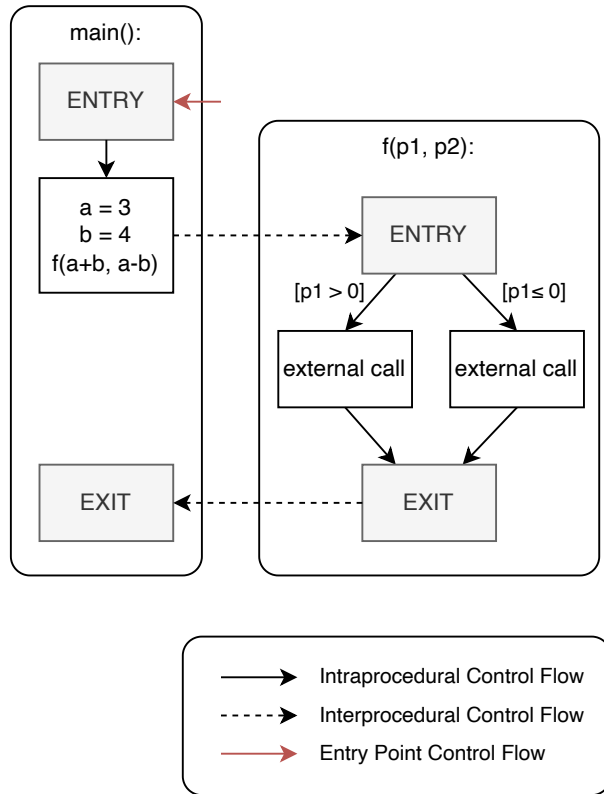 main():
ENTRY
a = 3
b = 4
f(a+b, a-b)
EXIT
f(p1, p2):
ENTRY
[p1 > 0]
[p1≤ 0]
external call
external call
EXIT
Intraprocedural Control Flow
Interprocedural Control Flow
Entry Point Control Flow